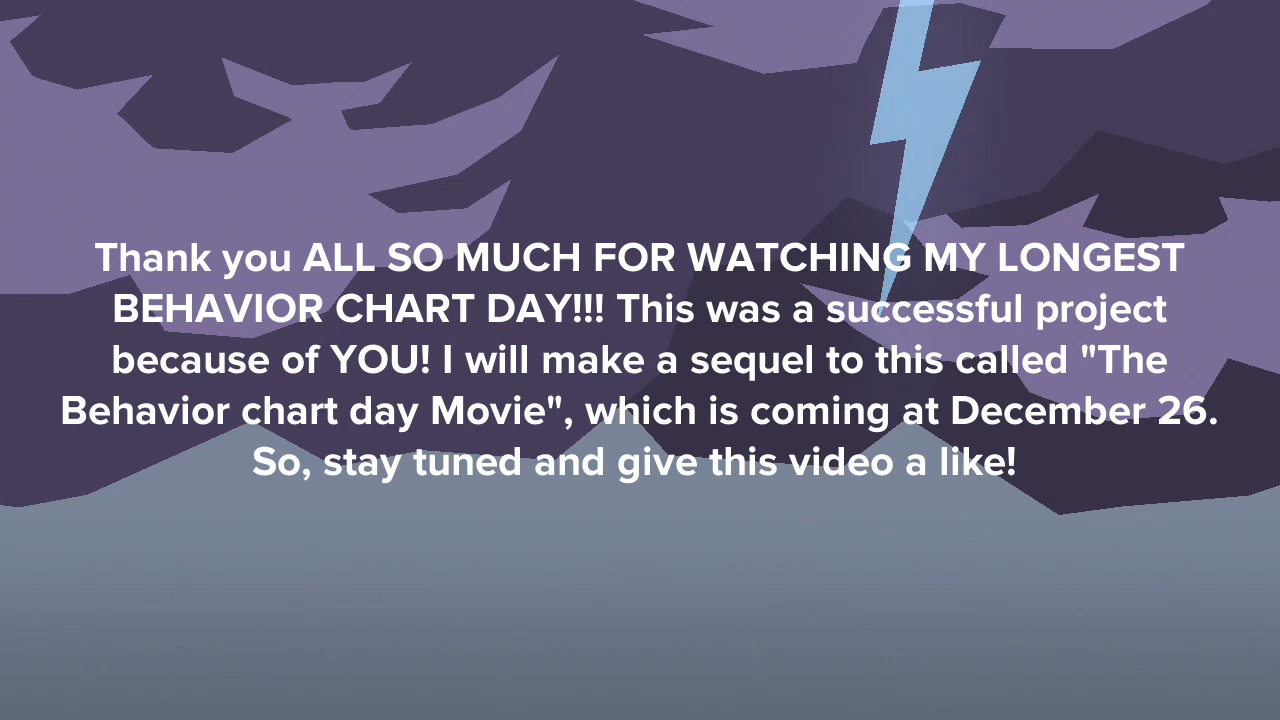 Thank you ALL SO MUCH FOR WATCHING MY LONGEST
BEHAVIOR CHART DAY!!! This was a successful project
because of YOU! I will make a sequel to this called "The
Behavior chart day Movie", which is coming at December 26.
So, stay tuned and give this video a like!